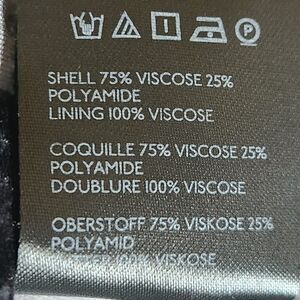 P
SHELL 75% VISCOSE 25%
POLYAMIDE
LINING 100% VISCOSE
COQUILLE 75% VISCOSE 25%
POLYAMIDE
DOUBLURE 100% VISCOSE
OBERSTOFF 75% VISKOSE 25%
POLYAMID
100% VISKOSE